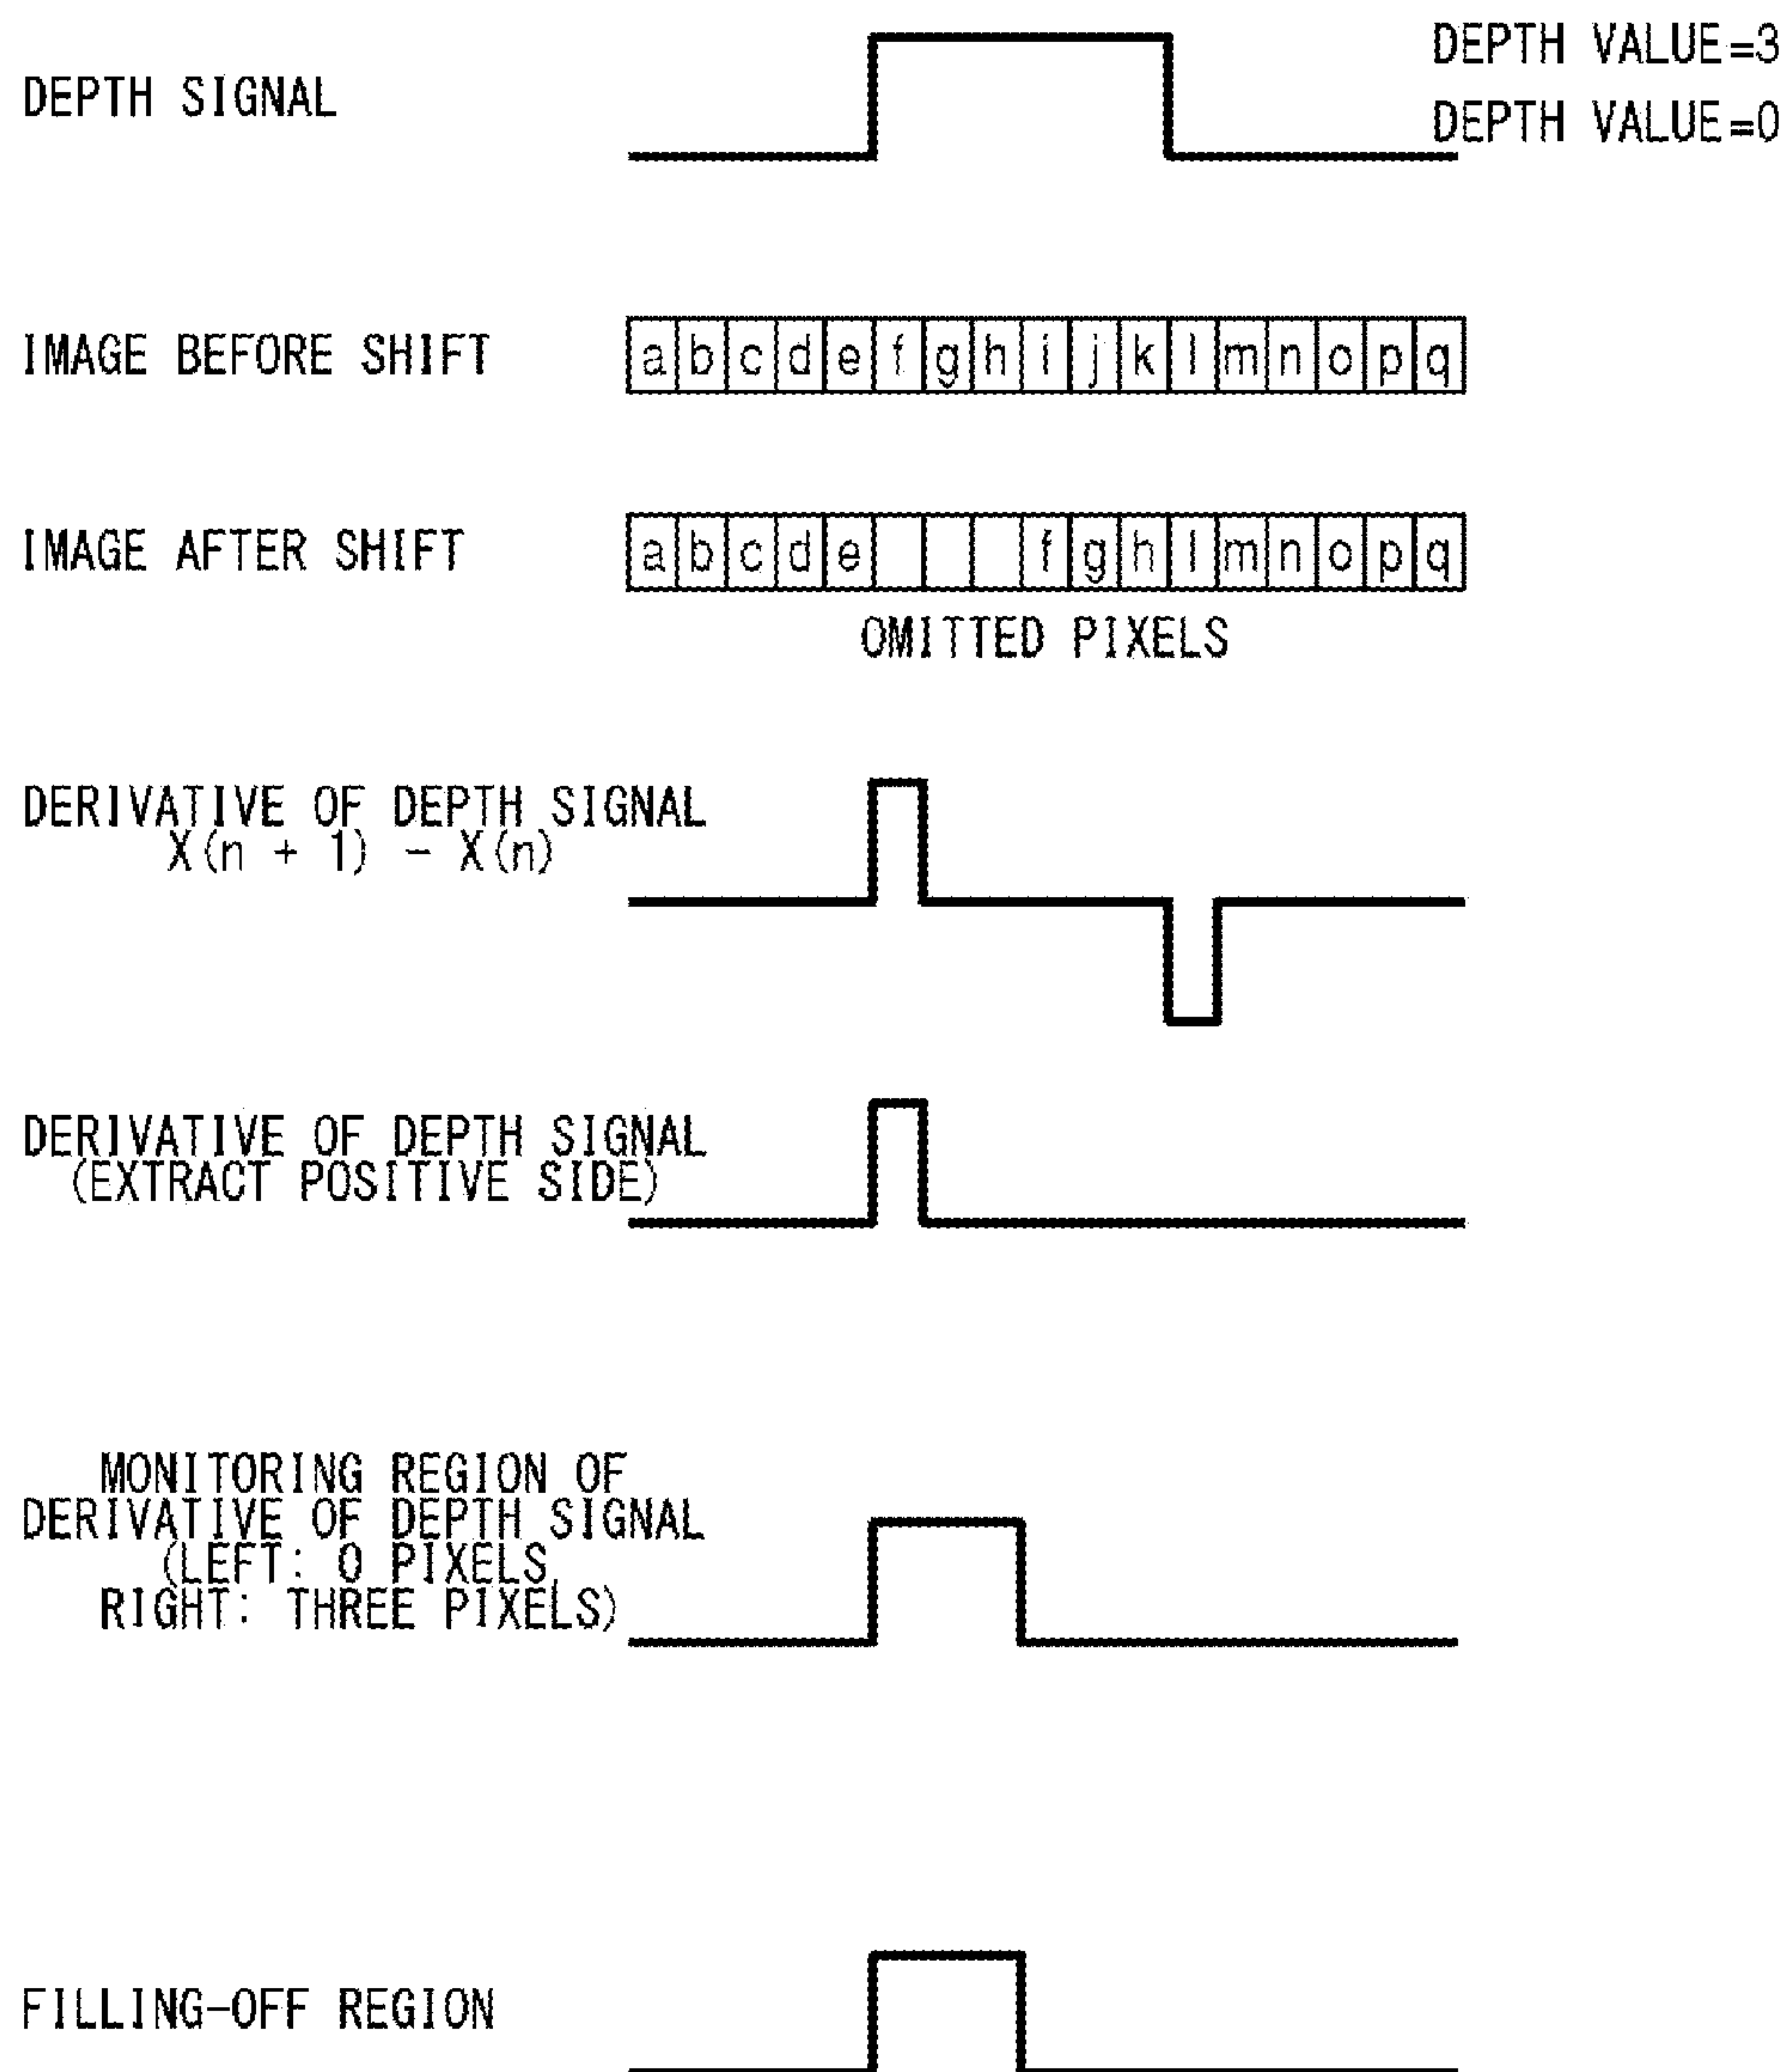 DEPTH VALUE=3
DEPTH SIGNAL
DEPTH VALUE=0
IMAGE BEFORE SHIFT
a b c d e f g h i j k l m n o p q
IMAGE AFTER SHIFT
a b c d e f g h l m n o p q
OMITTED PIXELS
DERIVATIVE OF DEPTH SIGNAL
X(n + 1) - X(n)
DERIVATIVE OF DEPTH SIGNAL
(EXTRACT POSITIVE SIDE)
MONITORING REGION OF
DERIVATIVE OF DEPTH SIGNAL
(LEFT: 0 PIXELS,
RIGHT: THREE PIXELS)
FILLING-OFF REGION